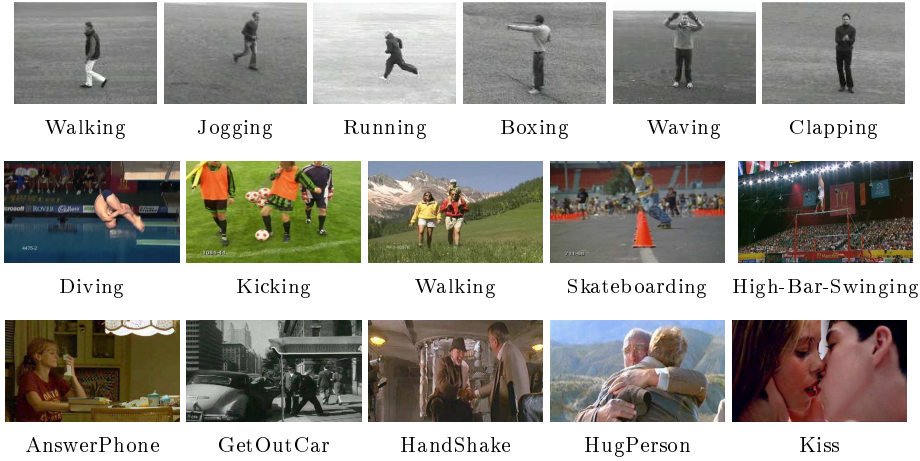 Walking Jogging Running Boxing Waving Clapping
Diving Kicking Walking Skateboarding High-Bar-Swinging
AnswerPhone GetOutCar HandShake HugPerson Kiss